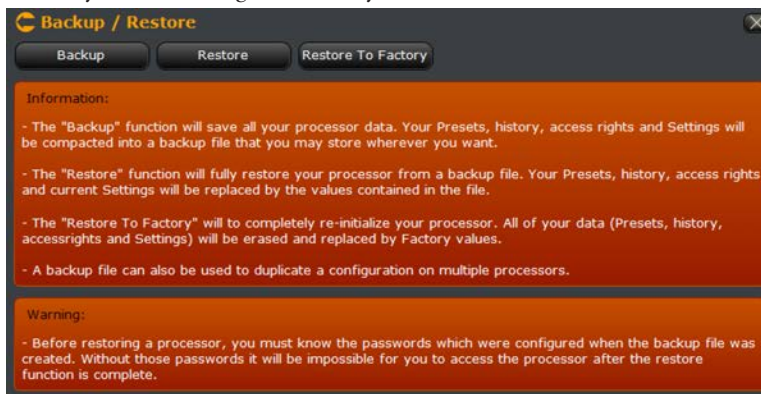 Backup / Restore
Backup Restore Restore To Factory
Information:
- The "Backup" function will save all your processor data. Your Presets, history, access rights and Settings will
be compacted into a backup file that you may store wherever you want.
- The "Restore" function will fully restore your processor from a backup file. Your Presets, history, access rights
and current Settings will be replaced by the values contained in the file.
- The "Restore To Factory" will to completely re-initialize your processor. All of your data (Presets, history,
accessrights and Settings) will be erased and replaced by Factory values.
- A backup file can also be used to duplicate a configuration on multiple processors.
Warning:
- Before restoring a processor, you must know the passwords which were configured when the backup file was
created. Without those passwords it will be impossible for you to access the processor after the restore
function is complete.